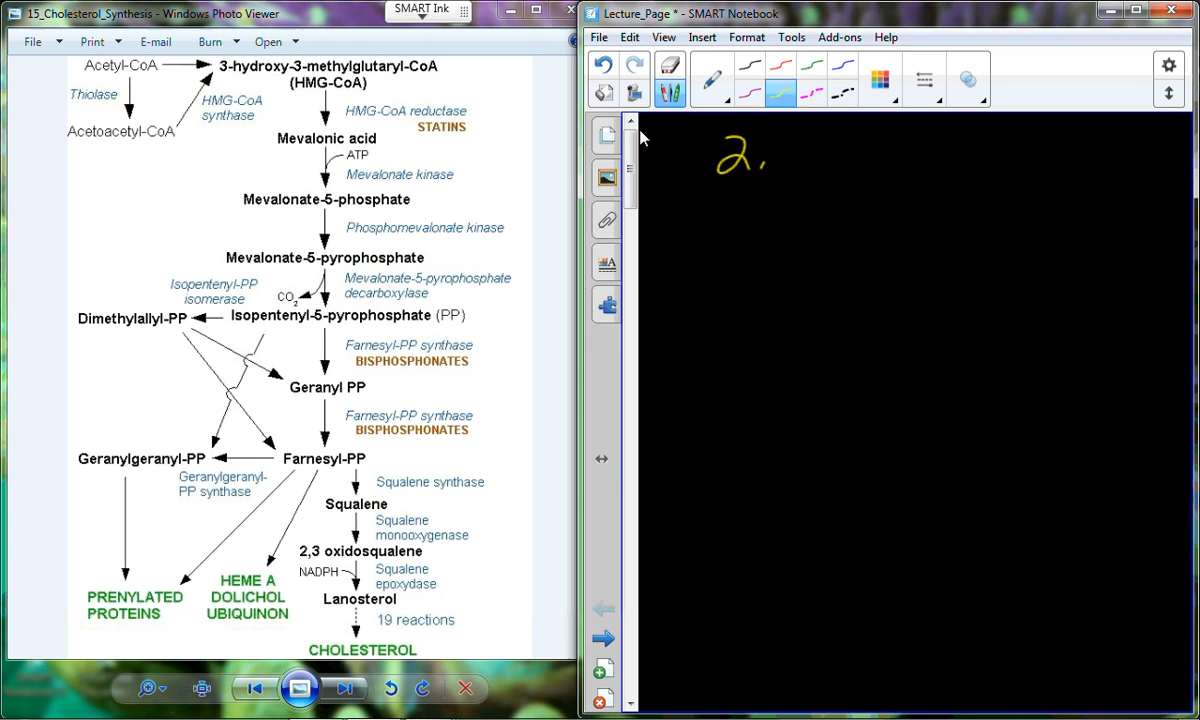 15_Cholesterol_Synthesis - Windows Photo Viewer
SMART Ink
File Print E-mail Burn Open
Acetyl-CoA
3-hydroxy-3-methylglutaryl-CoA
(HMG-CoA)
Thiolase
HMG-CoA
synthase
Acetoacetyl-CoA
HMG-CoA reductase
STATINS
Mevalonic acid
ATP
Mevalonate kinase
Mevalonate-5-phosphate
Phosphomevalonate kinase
Mevalonate-5-pyrophosphate
Isopentenyl-PP
isomerase
CO2
Mevalonate-5-pyrophosphate
decarboxylase
Dimethylallyl-PP
Isopentenyl-5-pyrophosphate (PP)
Farnesyl-PP synthase
BISPHOSPHONATES
Geranyl PP
Farnesyl-PP synthase
BISPHOSPHONATES
Geranylgeranyl-PP
Farnesyl-PP
Geranylgeranyl-
PP synthase
Squalene synthase
Squalene
Squalene
monooxygenase
2,3 oxidosqualene
NADPH
Squalene
epoxydase
Lanosterol
PRENYLATED
PROTEINS
HEME A
DOLICHOL
UBIQUINON
19 reactions
CHOLESTEROL
Lecture_Page * - SMART Notebook
File Edit View Insert Format Tools Add-ons Help
2.